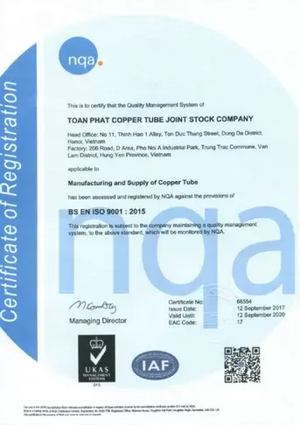 nqa.
Certificate of Registration
This is to certify that the Quality Management System of
TOAN PHAT COPPER TUBE JOINT STOCK COMPANY
Head Office: No 11, Thinh Hao 1 Alley, Ton Duc Thang Street, Dong Da District,
Hanoi, Vietnam
Factory: 206 Road, D Area, Pho Noi A Industrial Park, Trung Trac Commune, Van
Lam District, Hung Yen Province, Vietnam
applicable to
Manufacturing and Supply of Copper Tube
has been assessed and registered by NQA against the provisions of
BS EN ISO 9001 : 2015
This registration is subject to the company maintaining a quality management
system, to the above standard, which will be monitored by NQA.
nqa
Managing Director
Certificate No:
Issue Date: 12 September 2017
Valid Until: 12 September 2020
EAC Code: 17
UKAS
MANAGEMENT
SYSTEMS
015
IAF